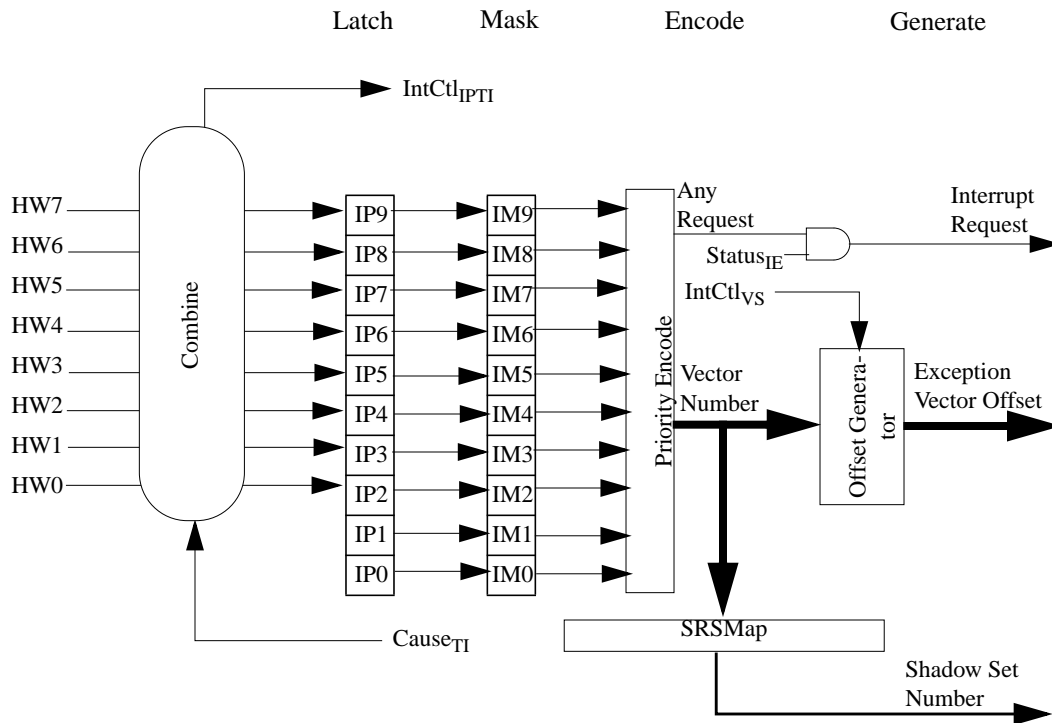 Latch
Mask
Encode
Generate
IntCtlIPTI
HW7
HW6
HW5
HW4
HW3
HW2
HW1
HW0
Combine
IP9
IP8
IP7
IP6
IP5
IP4
IP3
IP2
IP1
IP0
IM9
IM8
IM7
IM6
IM5
IM4
IM3
IM2
IM1
IM0
Priority Encode
Any
Request
StatusIE
Interrupt
Request
IntCtlVS
Vector
Number
Offset Genera-
tor
Exception
Vector Offset
CauseTI
SRSMap
Shadow Set
Number